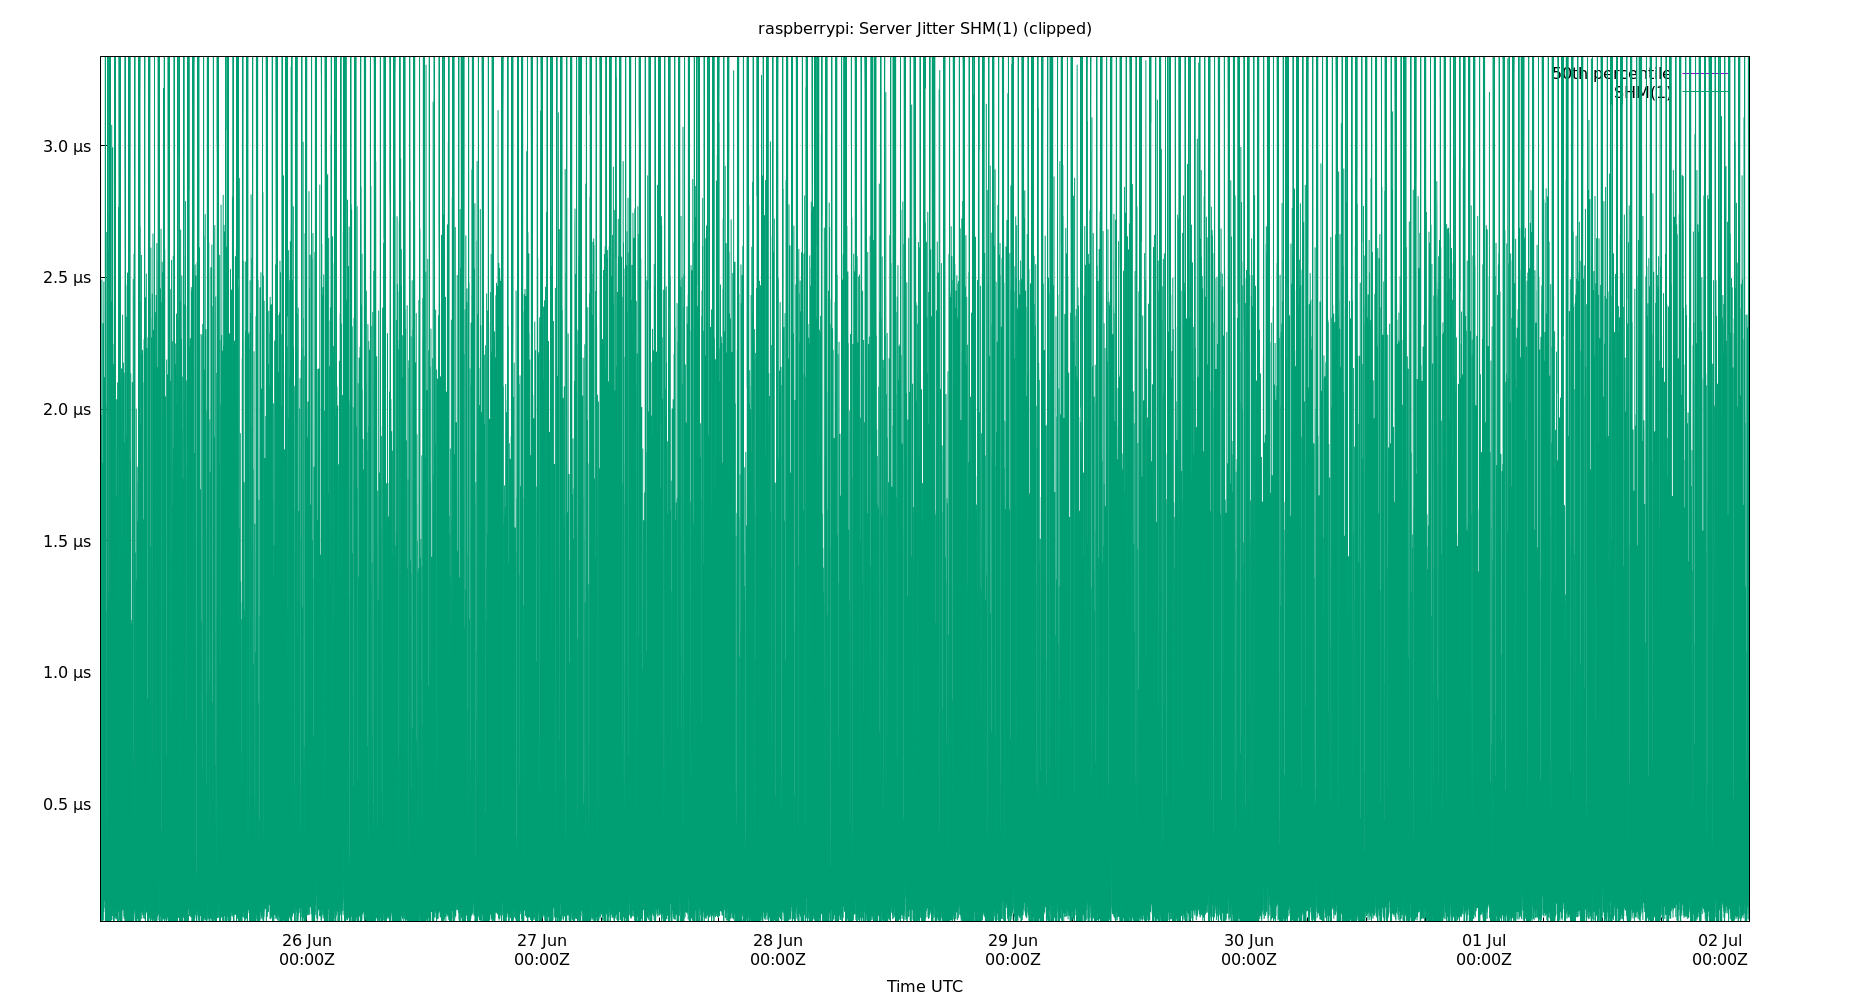 raspberrypi: Server Jitter SHM(1) (clipped)
50th percentile
SHM(1)
3.0 µs
2.5 µs
2.0 µs
1.5 µs
1.0 µs
0.5 µs
26 Jun 27 Jun 28 Jun 29 Jun 30 Jun 01 Jul 02 Jul
00:00Z 00:00Z 00:00Z 00:00Z 00:00Z 00:00Z 00:00Z
Time UTC